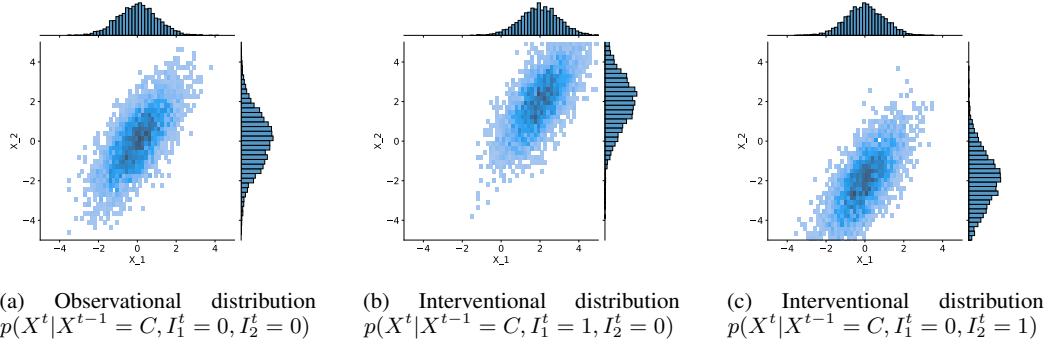 4
2
0
−2
−4
X_2
−4 −2 0 2 4
X_1
4
2
0
−2
−4
X_2
−4 −2 0 2 4
X_1
4
2
0
−2
−4
X_2
−4 −2 0 2 4
X_1
(a) Observational distribution
p(X^t|X^{t−1} = C, I_1^t = 0, I_2^t = 0)
(b) Interventional distribution
p(X^t|X^{t−1} = C, I_1^t = 1, I_2^t = 0)
(c) Interventional distribution
p(X^t|X^{t−1} = C, I_1^t = 0, I_2^t = 1)